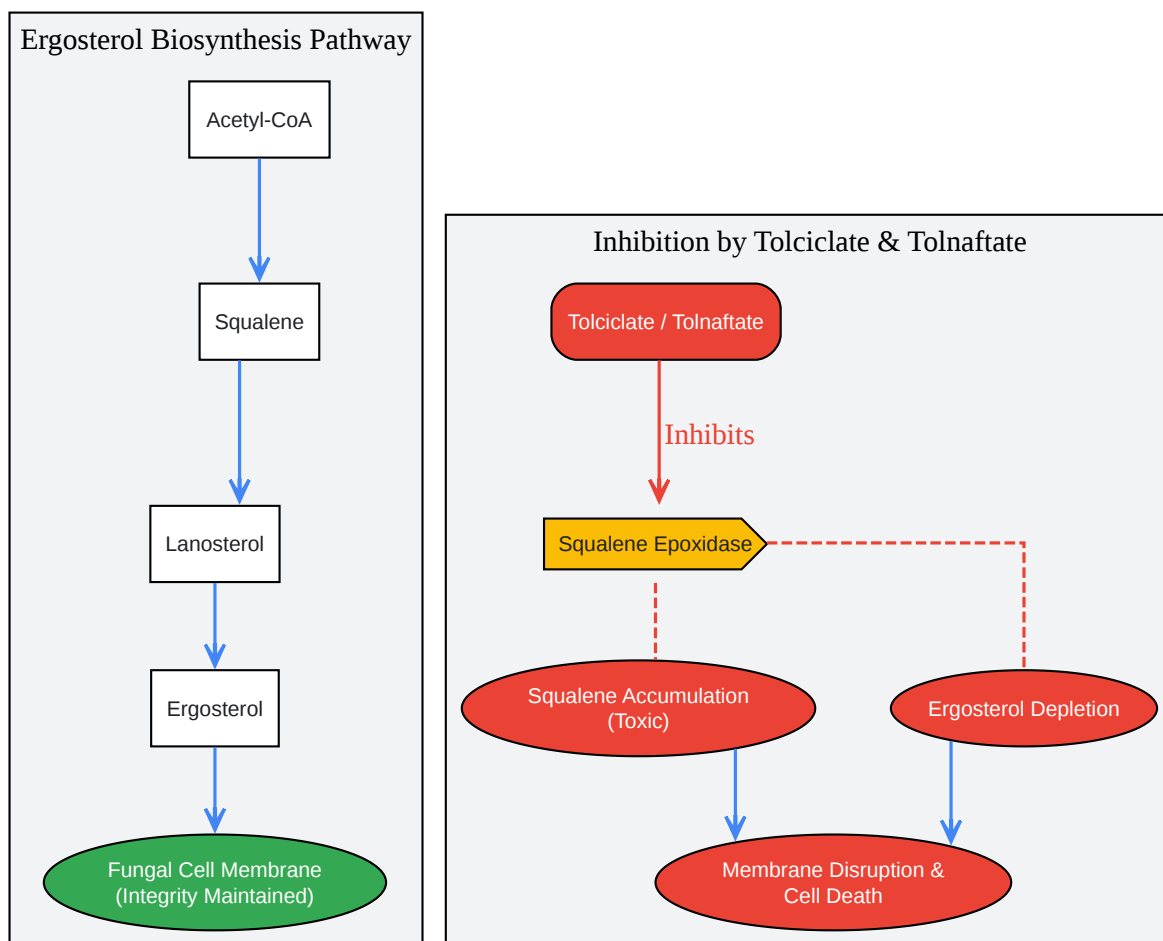 Ergosterol Biosynthesis Pathway
Acetyl-CoA
Squalene
Lanosterol
Ergosterol
Fungal Cell Membrane
(Integrity Maintained)
Inhibition by Tolciclate & Tolnaftate
Tolciclate / Tolnaftate
Inhibits
Squalene Epoxidase
Squalene Accumulation
(Toxic)
Ergosterol Depletion
Membrane Disruption &
Cell Death